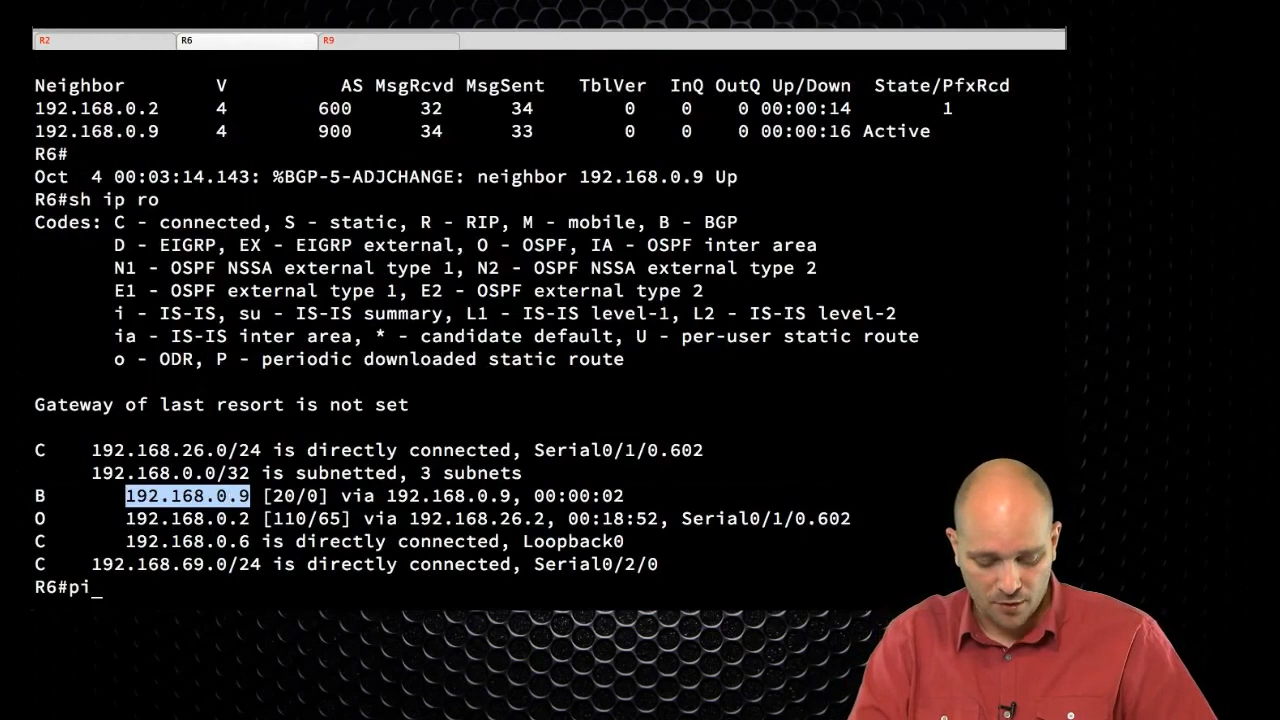 R2 R6 R9
Neighbor V AS MsgRcvd MsgSent TblVer InQ OutQ Up/Down State/PfxRcd
192.168.0.2 4 600 32 34 0 0 0 00:00:14 1
192.168.0.9 4 900 34 33 0 0 0 00:00:16 Active
R6#
Oct 4 00:03:14.143: %BGP-5-ADJCHANGE: neighbor 192.168.0.9 Up
R6#sh ip ro
Codes: C - connected, S - static, R - RIP, M - mobile, B - BGP
D - EIGRP, EX - EIGRP external, O - OSPF, IA - OSPF inter area
N1 - OSPF NSSA external type 1, N2 - OSPF NSSA external type 2
E1 - OSPF external type 1, E2 - OSPF external type 2
i - IS-IS, su - IS-IS summary, L1 - IS-IS level-1, L2 - IS-IS level-2
ia - IS-IS inter area, * - candidate default, U - per-user static route
o - ODR, P - periodic downloaded static route
Gateway of last resort is not set
C 192.168.26.0/24 is directly connected, Serial0/1/0.602
192.168.0.0/32 is subnetted, 3 subnets
B 192.168.0.9 [20/0] via 192.168.0.9, 00:00:02
O 192.168.0.2 [110/65] via 192.168.26.2, 00:18:52, Serial0/1/0.602
C 192.168.0.6 is directly connected, Loopback0
C 192.168.69.0/24 is directly connected, Serial0/2/0
R6#pi_